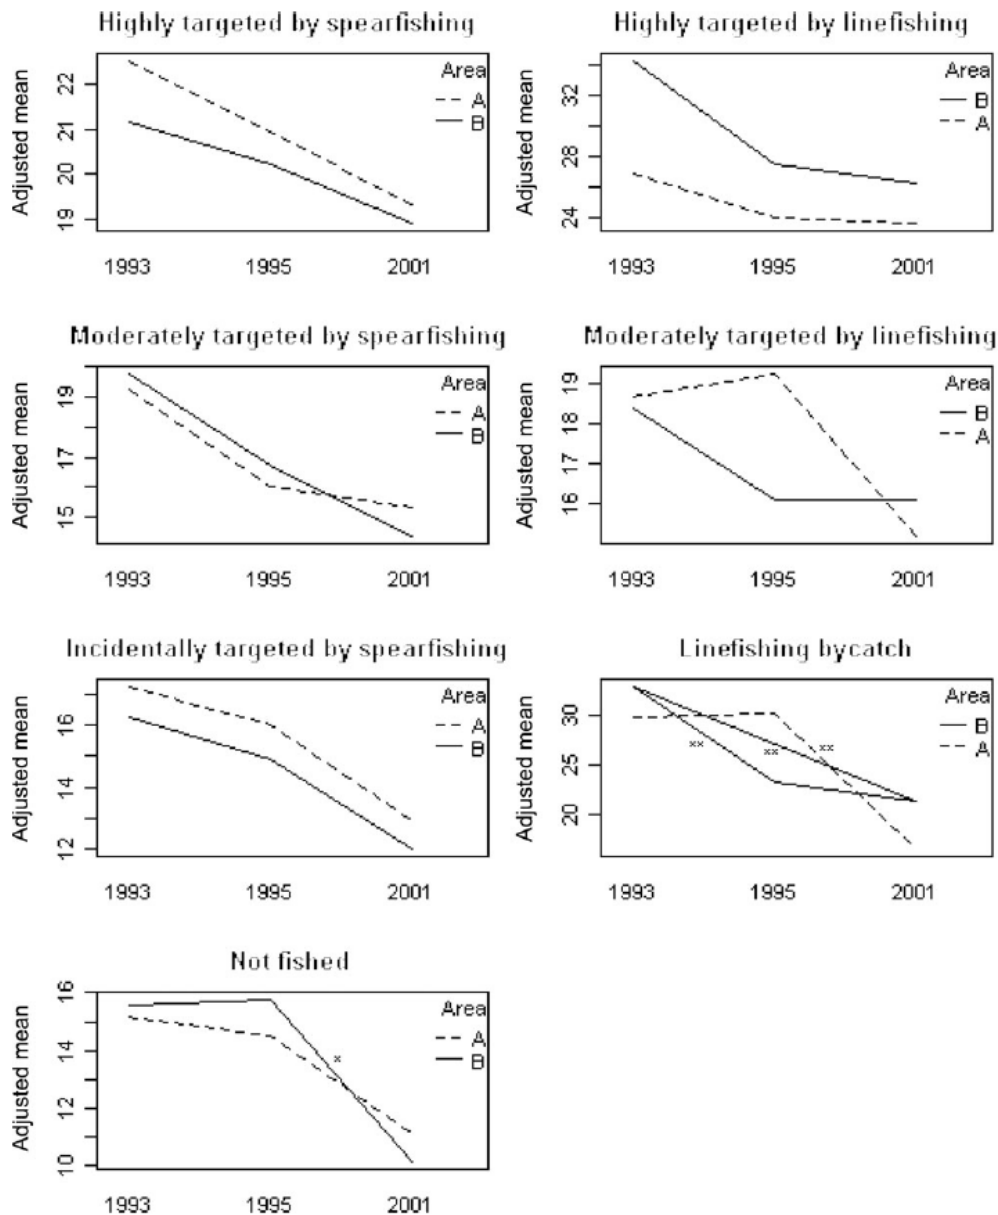 Highly targeted by spearfishing
Adjusted mean
22
21
20
19
Area
A
B
1993 1995 2001
Highly targeted by linefishing
Adjusted mean
32
28
24
Area
B
A
1993 1995 2001
Moderately targeted by spearfishing
Adjusted mean
19
17
15
Area
A
B
1993 1995 2001
Moderately targeted by linefishing
Adjusted mean
19
18
17
16
Area
B
A
1993 1995 2001
Incidentally targeted by spearfishing
Adjusted mean
16
14
12
Area
A
B
1993 1995 2001
Linefishing bycatch
Adjusted mean
30
25
20
Area
B
A
xx
xx
xx
1993 1995 2001
Not fished
Adjusted mean
16
14
12
10
Area
A
B
x
1993 1995 2001